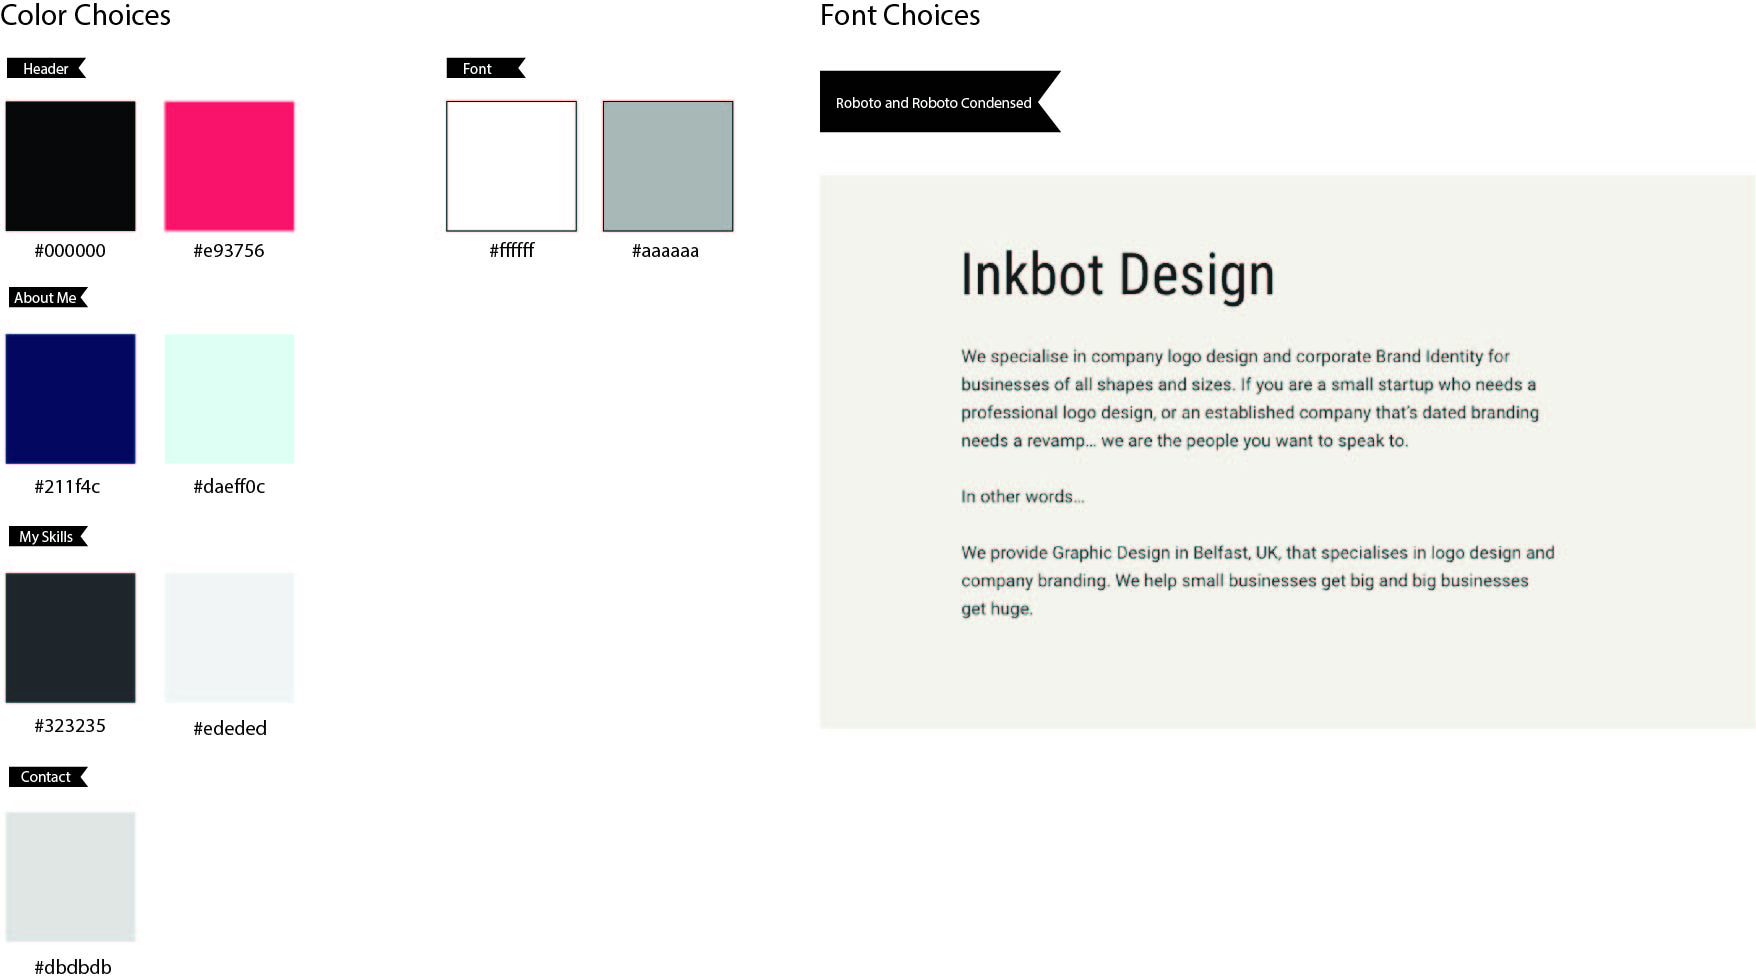 Color Choices
Header
#000000
#e93756
About Me
#211f4c
#daeff0c
My Skills
#323235
#ededed
Contact
#dbdbdb
Font
#ffffff
#aaaaaa
Font Choices
Roboto and Roboto Condensed
Inkbot Design
We specialise in company logo design and corporate Brand Identity for
businesses of all shapes and sizes. If you are a small startup who needs a
professional logo design, or an established company that's dated branding
needs a revamp... we are the people you want to speak to.
In other words...
We provide Graphic Design in Belfast, UK, that specialises in logo design and
company branding. We help small businesses get big and big businesses
get huge.